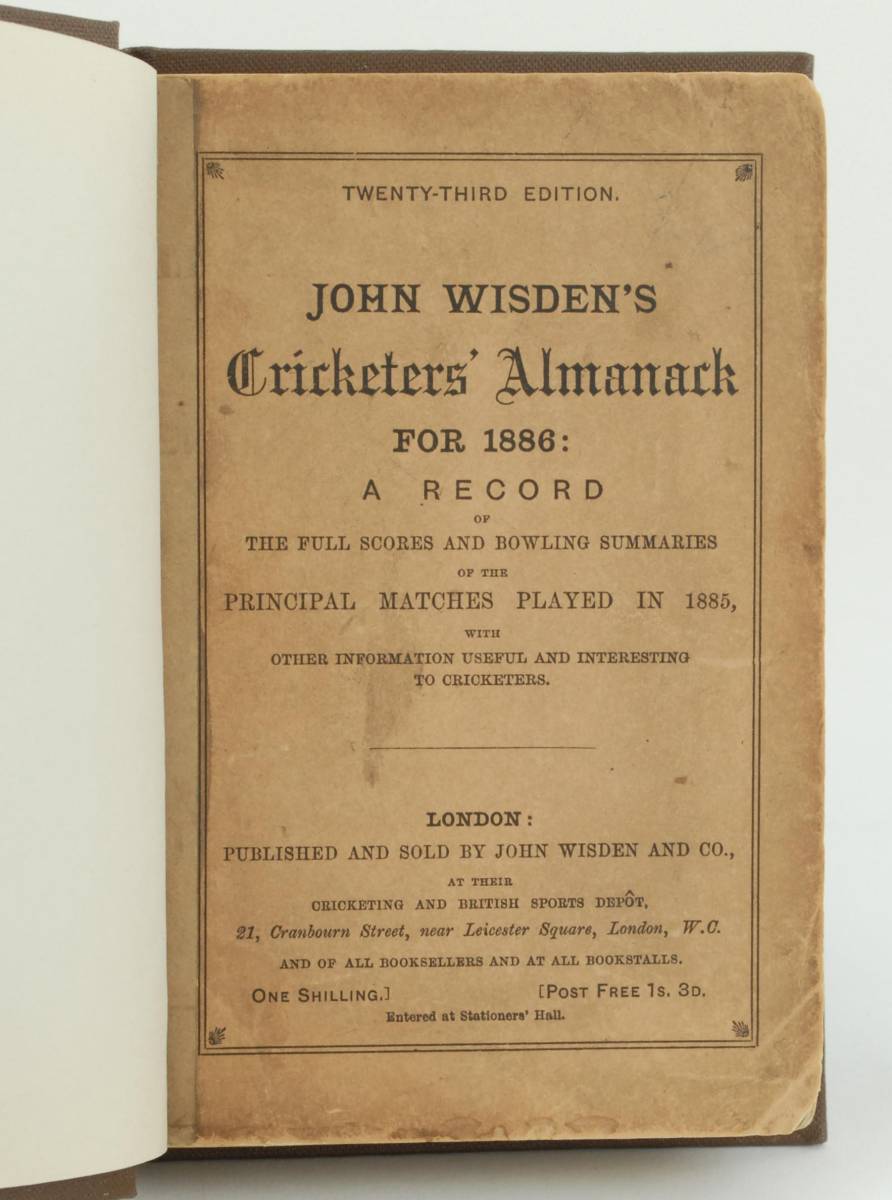 TWENTY-THIRD EDITION.
JOHN WISDEN'S
Cricketers' Almanack
FOR 1886:
A RECORD
OF
THE FULL SCORES AND BOWLING SUMMARIES
OF THE
PRINCIPAL MATCHES PLAYED IN 1885,
WITH
OTHER INFORMATION USEFUL AND INTERESTING
TO CRICKETERS.
LONDON:
PUBLISHED AND SOLD BY JOHN WISDEN AND CO.,
AT THEIR
CRICKETING AND BRITISH SPORTS DEPÔT,
21, Cranbourn Street, near Leicester Square, London, W.C.
AND OF ALL BOOKSELLERS AND AT ALL BOOKSTALLS.
ONE SHILLING.] [POST FREE 1S. 3D.
Entered at Stationers' Hall.